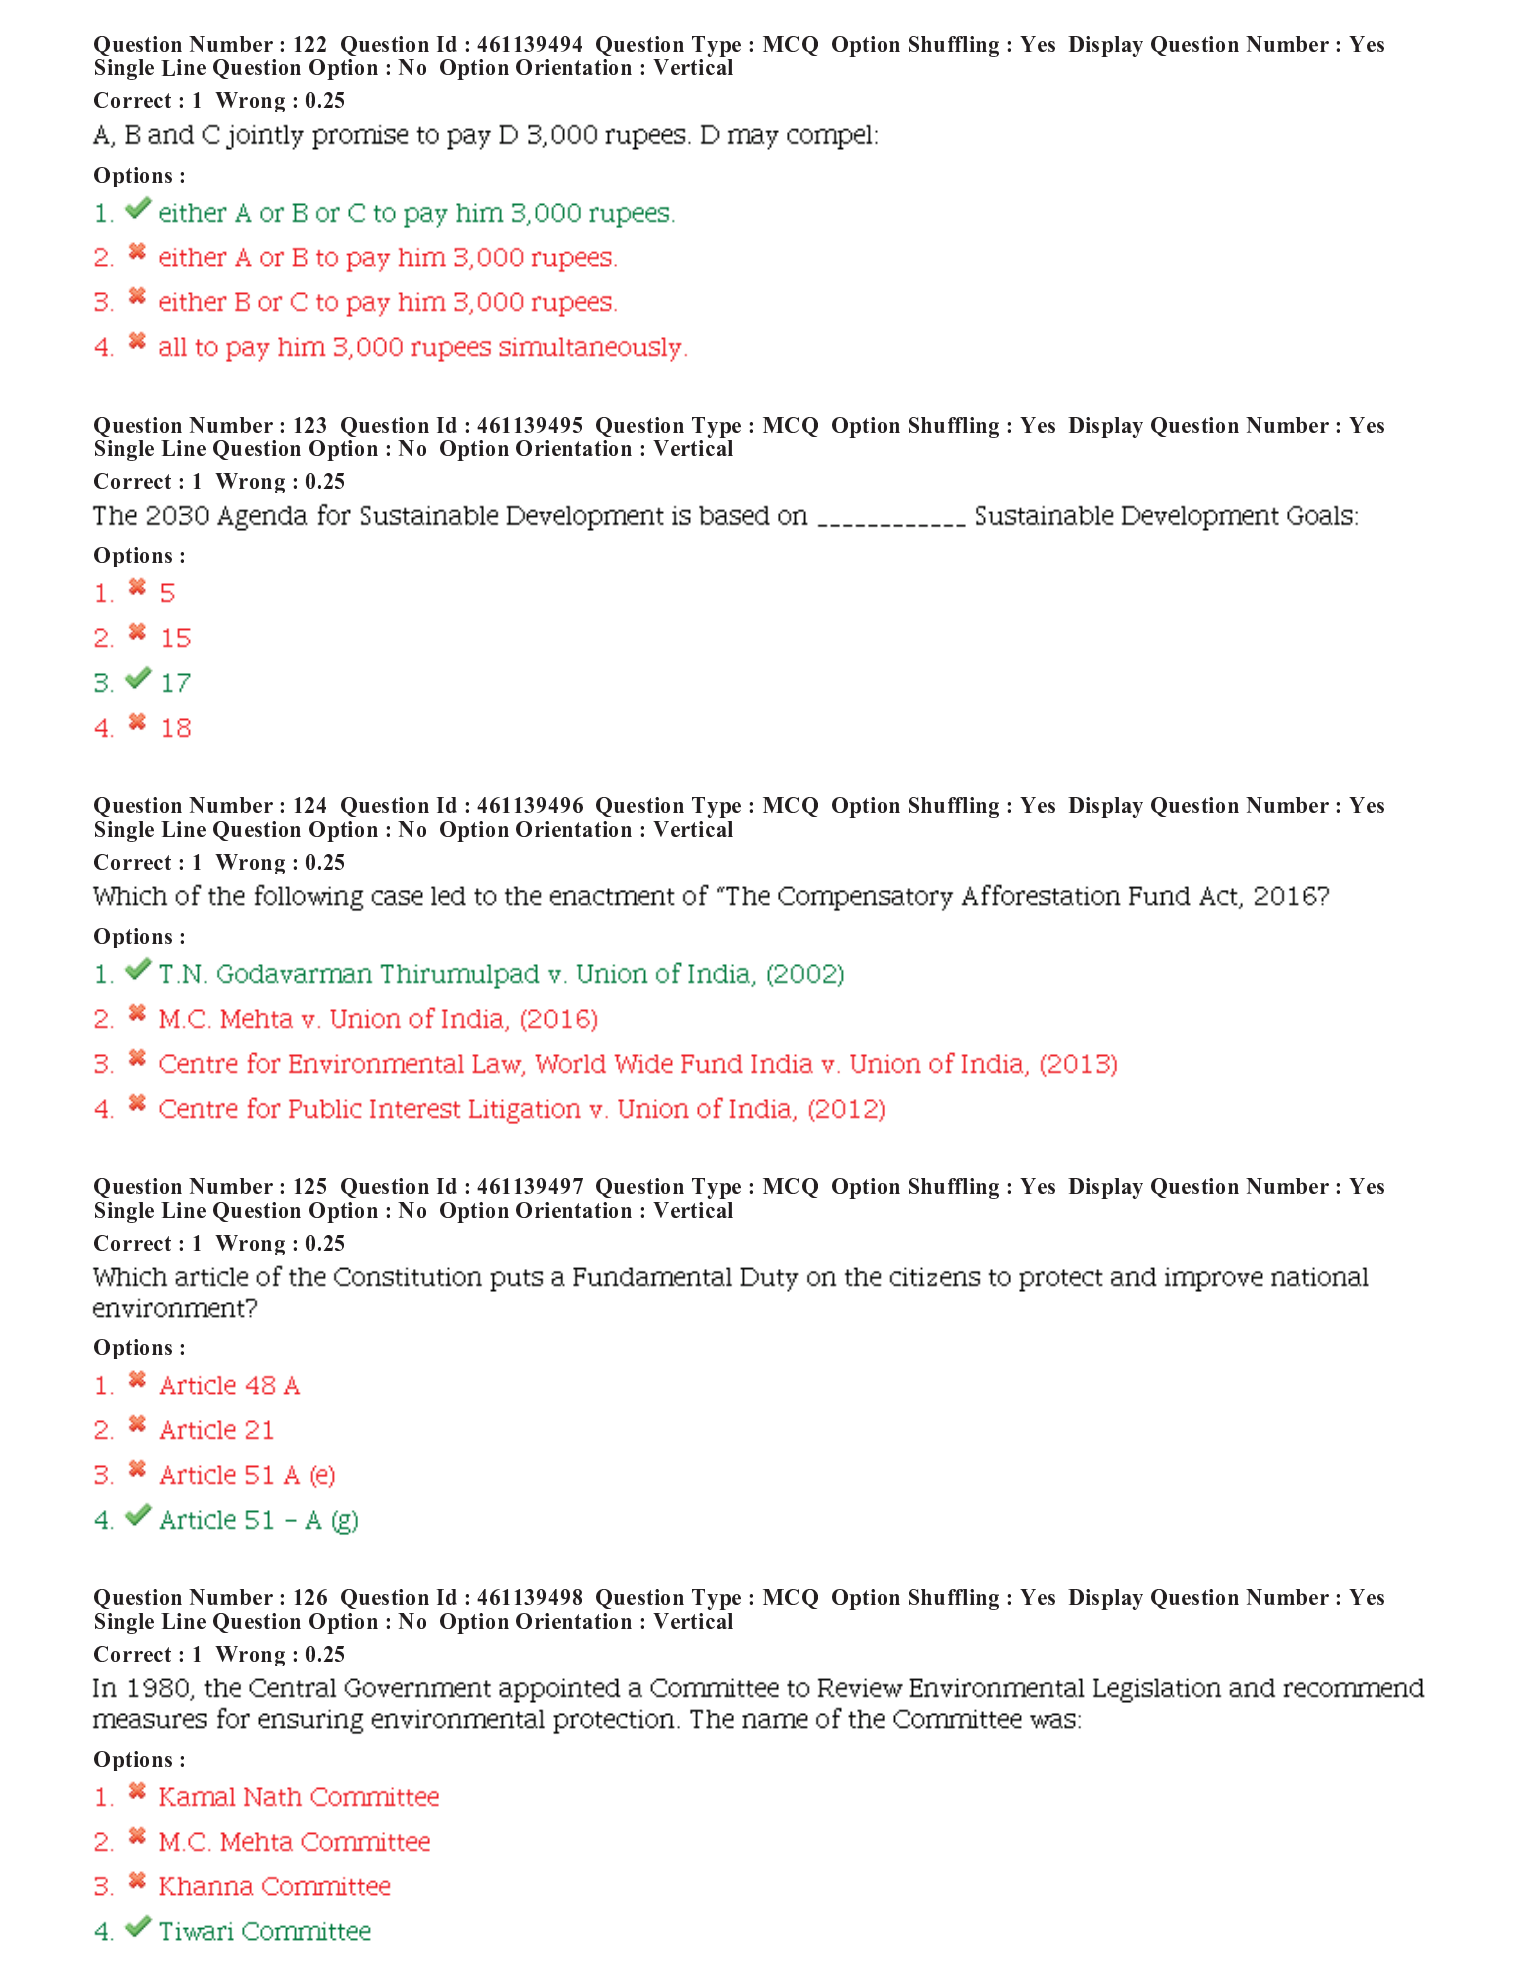 Question Number : 122 Question Id : 461139494 Question Type : MCQ Option Shuffling : Yes Display Question Number : Yes
Single Line Question Option : No Option Orientation : Vertical
Correct : 1 Wrong : 0.25
A, B and C jointly promise to pay D 3,000 rupees. D may compel:
Options :
1. either A or B or C to pay him 3,000 rupees.
2. either A or B to pay him 3,000 rupees.
3. either B or C to pay him 3,000 rupees.
4. all to pay him 3,000 rupees simultaneously.
Question Number : 123 Question Id : 461139495 Question Type : MCQ Option Shuffling : Yes Display Question Number : Yes
Single Line Question Option : No Option Orientation : Vertical
Correct : 1 Wrong : 0.25
The 2030 Agenda for Sustainable Development is based on ____________ Sustainable Development Goals:
Options :
1. 5
2. 15
3. 17
4. 18
Question Number : 124 Question Id : 461139496 Question Type : MCQ Option Shuffling : Yes Display Question Number : Yes
Single Line Question Option : No Option Orientation : Vertical
Correct : 1 Wrong : 0.25
Which of the following case led to the enactment of “The Compensatory Afforestation Fund Act, 2016?
Options :
1. T.N. Godavarman Thirumulpad v. Union of India, (2002)
2. M.C. Mehta v. Union of India, (2016)
3. Centre for Environmental Law, World Wide Fund India v. Union of India, (2013)
4. Centre for Public Interest Litigation v. Union of India, (2012)
Question Number : 125 Question Id : 461139497 Question Type : MCQ Option Shuffling : Yes Display Question Number : Yes
Single Line Question Option : No Option Orientation : Vertical
Correct : 1 Wrong : 0.25
Which article of the Constitution puts a Fundamental Duty on the citizens to protect and improve national
environment?
Options :
1. Article 48 A
2. Article 21
3. Article 51 A (e)
4. Article 51 – A (g)
Question Number : 126 Question Id : 461139498 Question Type : MCQ Option Shuffling : Yes Display Question Number : Yes
Single Line Question Option : No Option Orientation : Vertical
Correct : 1 Wrong : 0.25
In 1980, the Central Government appointed a Committee to Review Environmental Legislation and recommend
measures for ensuring environmental protection. The name of the Committee was:
Options :
1. Kamal Nath Committee
2. M.C. Mehta Committee
3. Khanna Committee
4. Tiwari Committee